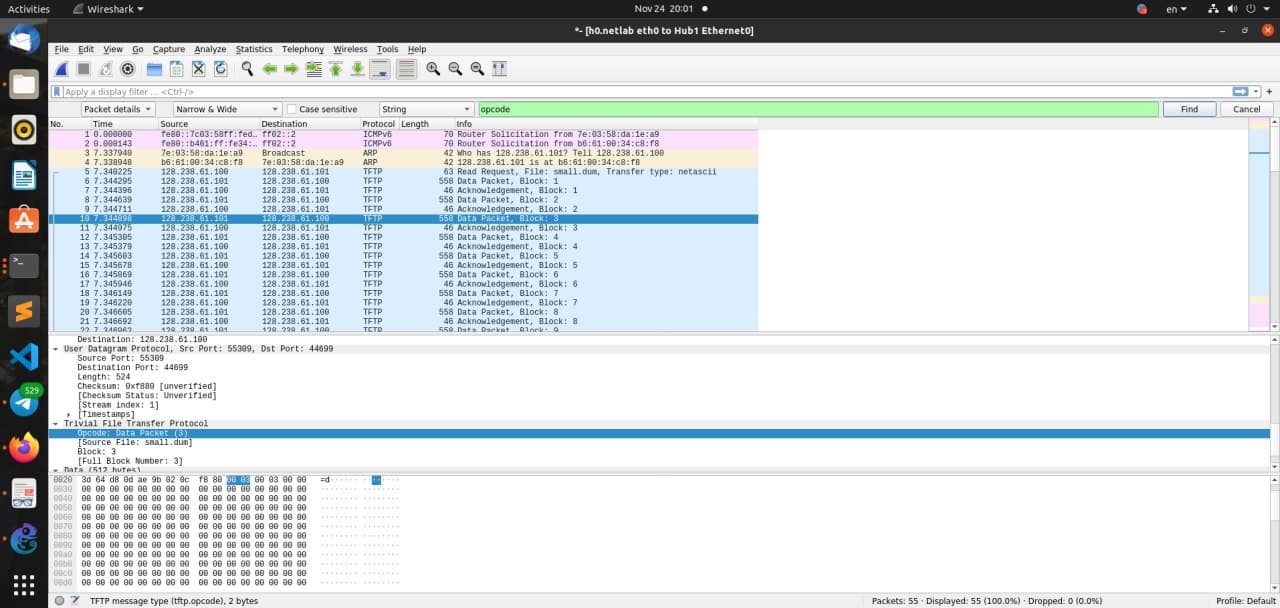 Activities Wireshark Nov 24 20:01 en
*- [h0.netlab eth0 to Hub1 Ethernet0]
File Edit View Go Capture Analyze Statistics Telephony Wireless Tools Help
Apply a display filter ... <Ctrl-/>
Packet details Narrow & Wide Case sensitive String opcode Find Cancel
No. Time Source Destination Protocol Length Info
1 0.000000 fe80::7c03:58ff:fed… ff02::2 ICMPv6 70 Router Solicitation from 7e:03:58:da:1e:a9
2 0.000143 fe80::b461:ff:fe34:… ff02::2 ICMPv6 70 Router Solicitation from b6:61:00:34:c8:f8
3 7.337940 7e:03:58:da:1e:a9 Broadcast ARP 42 Who has 128.238.61.101? Tell 128.238.61.100
4 7.338948 b6:61:00:34:c8:f8 7e:03:58:da:1e:a9 ARP 42 128.238.61.101 is at b6:61:00:34:c8:f8
5 7.340225 128.238.61.100 128.238.61.101 TFTP 63 Read Request, File: small.dum, Transfer type: netascii
6 7.344295 128.238.61.101 128.238.61.100 TFTP 558 Data Packet, Block: 1
7 7.344396 128.238.61.100 128.238.61.101 TFTP 46 Acknowledgement, Block: 1
8 7.344639 128.238.61.101 128.238.61.100 TFTP 558 Data Packet, Block: 2
9 7.344711 128.238.61.100 128.238.61.101 TFTP 46 Acknowledgement, Block: 2
10 7.344898 128.238.61.101 128.238.61.100 TFTP 558 Data Packet, Block: 3
11 7.344975 128.238.61.100 128.238.61.101 TFTP 46 Acknowledgement, Block: 3
12 7.345305 128.238.61.101 128.238.61.100 TFTP 558 Data Packet, Block: 4
13 7.345379 128.238.61.100 128.238.61.101 TFTP 46 Acknowledgement, Block: 4
14 7.345603 128.238.61.101 128.238.61.100 TFTP 558 Data Packet, Block: 5
15 7.345678 128.238.61.100 128.238.61.101 TFTP 46 Acknowledgement, Block: 5
16 7.345869 128.238.61.101 128.238.61.100 TFTP 558 Data Packet, Block: 6
17 7.345946 128.238.61.100 128.238.61.101 TFTP 46 Acknowledgement, Block: 6
18 7.346149 128.238.61.101 128.238.61.100 TFTP 558 Data Packet, Block: 7
19 7.346220 128.238.61.100 128.238.61.101 TFTP 46 Acknowledgement, Block: 7
20 7.346605 128.238.61.101 128.238.61.100 TFTP 558 Data Packet, Block: 8
21 7.346692 128.238.61.100 128.238.61.101 TFTP 46 Acknowledgement, Block: 8
22 7.346962 128.238.61.101 128.238.61.100 TFTP 558 Data Packet, Block: 9
Destination: 128.238.61.100
User Datagram Protocol, Src Port: 55309, Dst Port: 44699
Source Port: 55309
Destination Port: 44699
Length: 524
Checksum: 0xf880 [unverified]
[Checksum Status: Unverified]
[Stream index: 1]
[Timestamps]
Trivial File Transfer Protocol
Opcode: Data Packet (3)
[Source File: small.dum]
Block: 3
[Full Block Number: 3]
Data (512 bytes)
529
0020 3d 64 d8 0d ae 9b 02 0c f8 80 00 03 00 03 00 00 =d······ ········
0030 00 00 00 00 00 00 00 00 00 00 00 00 00 00 00 00 ········ ········
0040 00 00 00 00 00 00 00 00 00 00 00 00 00 00 00 00 ········ ········
0050 00 00 00 00 00 00 00 00 00 00 00 00 00 00 00 00 ········ ········
0060 00 00 00 00 00 00 00 00 00 00 00 00 00 00 00 00 ········ ········
0070 00 00 00 00 00 00 00 00 00 00 00 00 00 00 00 00 ········ ········
0080 00 00 00 00 00 00 00 00 00 00 00 00 00 00 00 00 ········ ········
0090 00 00 00 00 00 00 00 00 00 00 00 00 00 00 00 00 ········ ········
00a0 00 00 00 00 00 00 00 00 00 00 00 00 00 00 00 00 ········ ········
00b0 00 00 00 00 00 00 00 00 00 00 00 00 00 00 00 00 ········ ········
00c0 00 00 00 00 00 00 00 00 00 00 00 00 00 00 00 00 ········ ········
00d0 00 00 00 00 00 00 00 00 00 00 00 00 00 00 00 00 ········ ········
TFTP message type (tftp.opcode), 2 bytes Packets: 55 · Displayed: 55 (100.0%) · Dropped: 0 (0.0%) Profile: Default